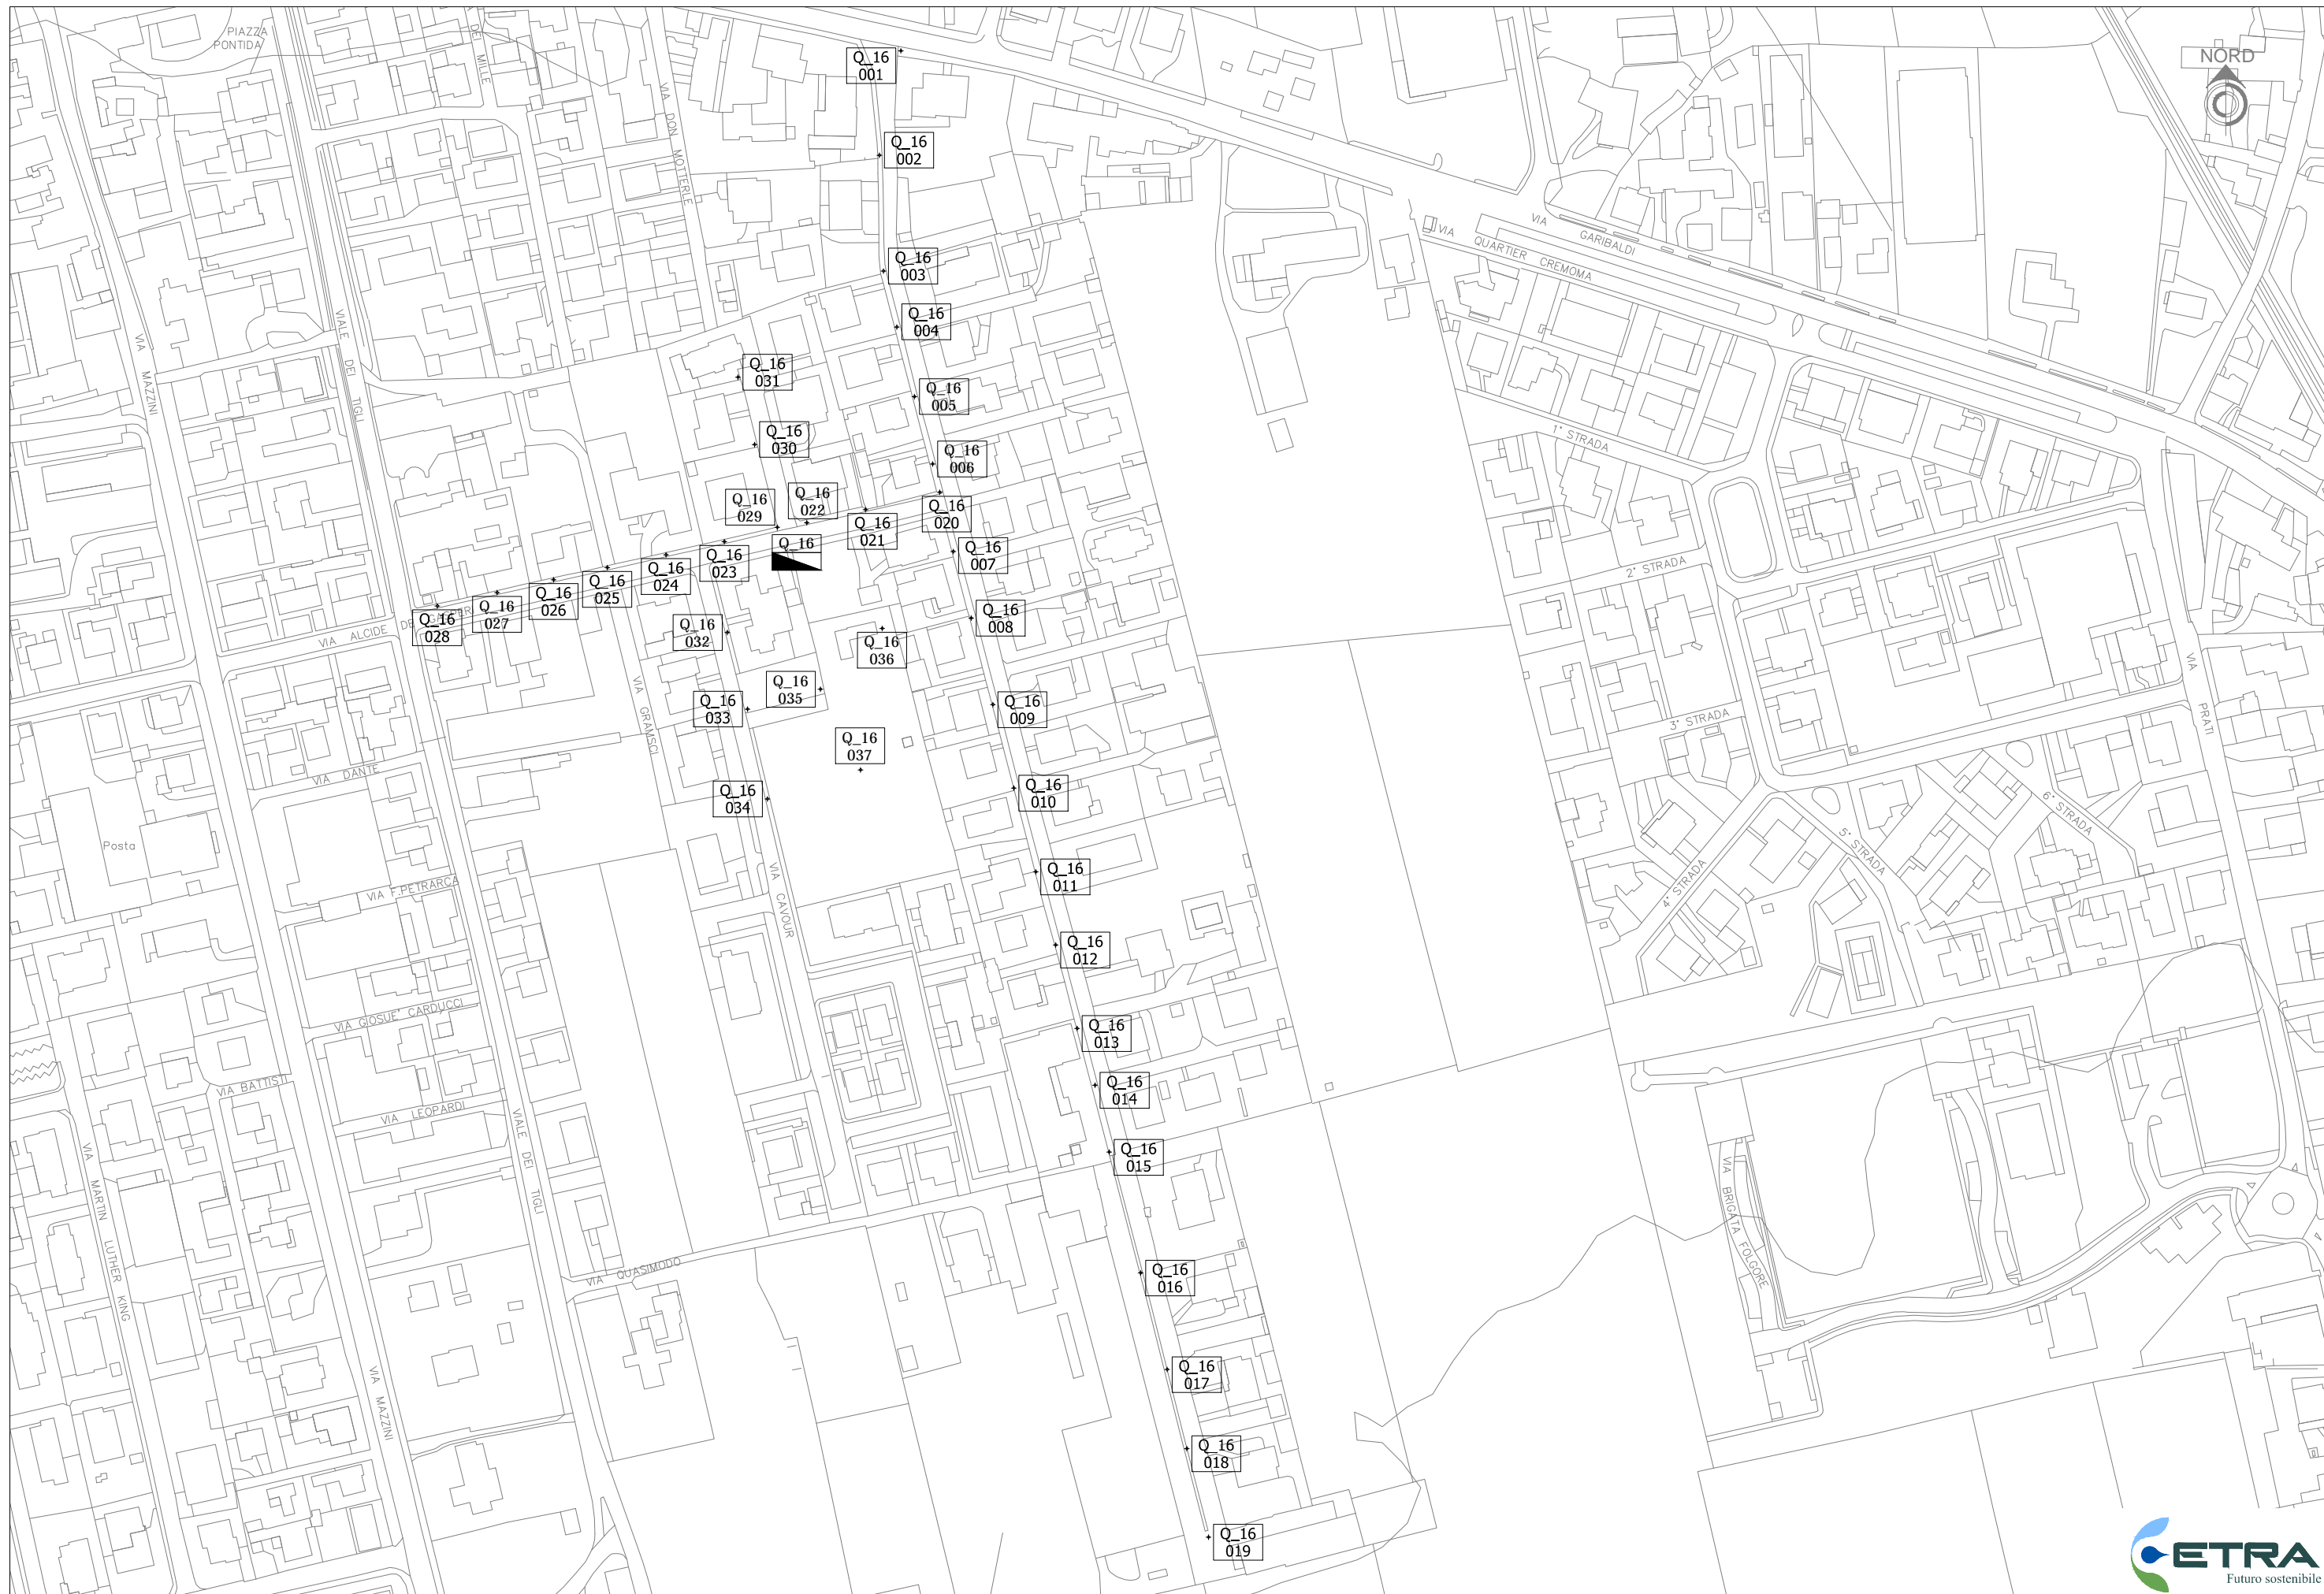 PIAZZA
PONTIDA
DE' MILLE
VIA DON MOTTERLE
Q_16
001
NORD
Q_16
002
VIA GARIBALDI
VIA QUARTIER CREMOMA
Q_16
003
Q_16
004
VIALE DEI TIGLI
VIA MAZZINI
Q_16
031
Q_16
005
Q_16
030
1° STRADA
Q_16
006
Q_16
029
Q_16
022
Q_16
020
Q_16
021
Q_16
Q_16
023
Q_16
007
Q_16
024
2° STRADA
Q_16
025
Q_16
026
Q_16
027
Q_16
028
VIA ALCIDE
Q_16
008
Q_16
032
Q_16
036
VIA PRATI
Q_16
035
Q_16
033
Q_16
009
VIA GRAMSCI
3° STRADA
Q_16
037
VIA DANTE
Q_16
034
Q_16
010
6° STRADA
Posta
5° STRADA
Q_16
011
VIA F.PETRARCA
VIA CAVOUR
4° STRADA
Q_16
012
VIA GIOSUE' CARDUCCI
Q_16
013
VIA BATTISTI
Q_16
014
VIA LEOPARDI
VIALE DEI TIGLI
Q_16
015
VIA MARTIN LUTHER KING
VIA BRIGATA FOLGORE
VIA QUASIMODO
Q_16
016
Q_16
017
VIA MAZZINI
Q_16
018
Q_16
019
ETRA
Futuro sostenibile